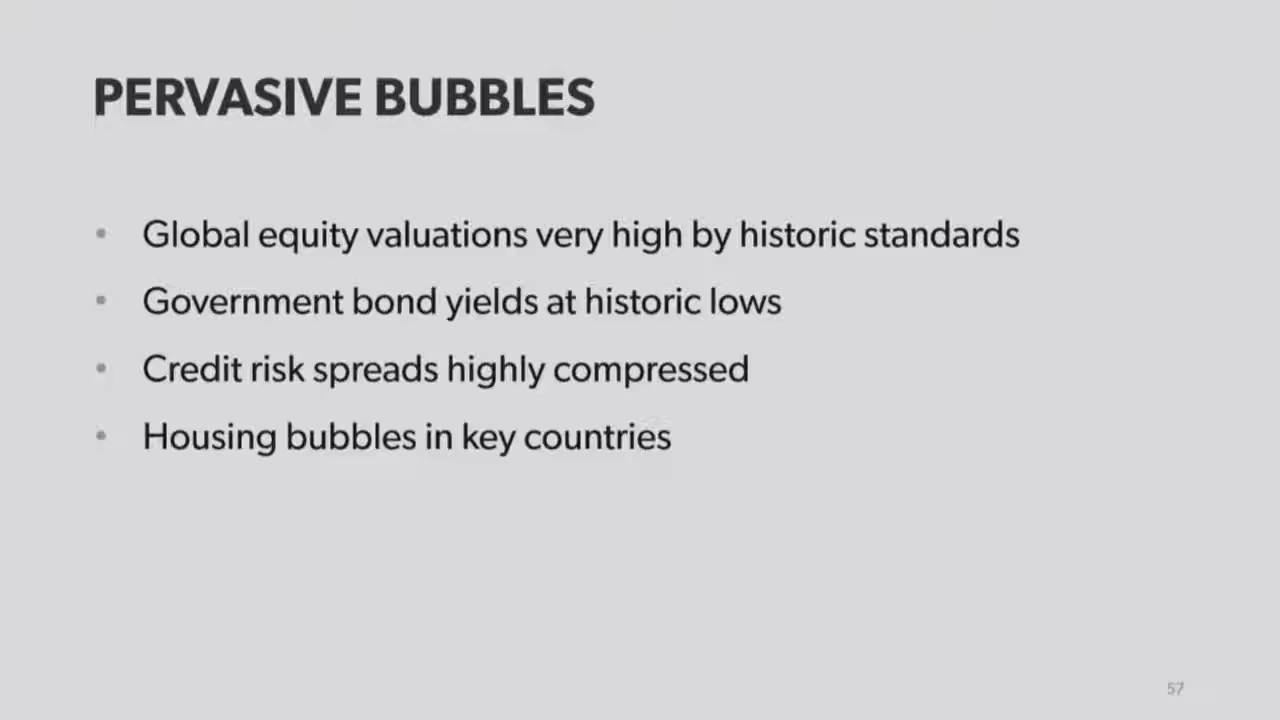 PERVASIVE BUBBLES
• Global equity valuations very high by historic standards
• Government bond yields at historic lows
• Credit risk spreads highly compressed
• Housing bubbles in key countries
57